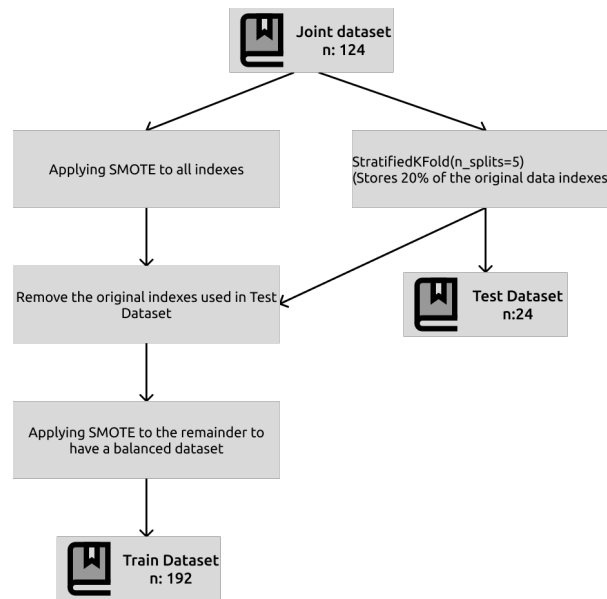 Joint dataset
n: 124
Applying SMOTE to all indexes
StratifiedKFold(n_splits=5)
(Stores 20% of the original data indexes
Remove the original indexes used in Test
Dataset
Test Dataset
n:24
Applying SMOTE to the remainder to
have a balanced dataset
Train Dataset
n: 192